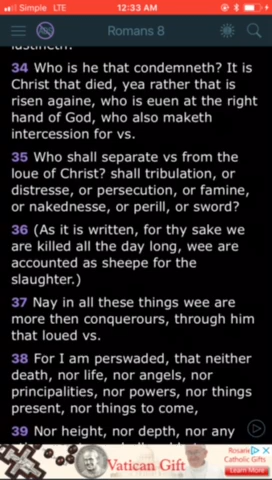 Simple LTE 12:33 AM
Romans 8
34 Who is he that condemneth? It is
Christ that died, yea rather that is
risen againe, who is euen at the right
hand of God, who also maketh
intercession for vs.
35 Who shall separate vs from the
loue of Christ? shall tribulation, or
distresse, or persecution, or famine,
or nakednesse, or perill, or sword?
36 (As it is written, for thy sake we
are killed all the day long, wee are
accounted as sheepe for the
slaughter.)
37 Nay in all these things wee are
more then conquerours, through him
that loued vs.
38 For I am perswaded, that neither
death, nor life, nor angels, nor
principalities, nor powers, nor things
present, nor things to come,
39 Nor height, nor depth, nor any
Vatican Gift
Catholic Gifts
Learn More